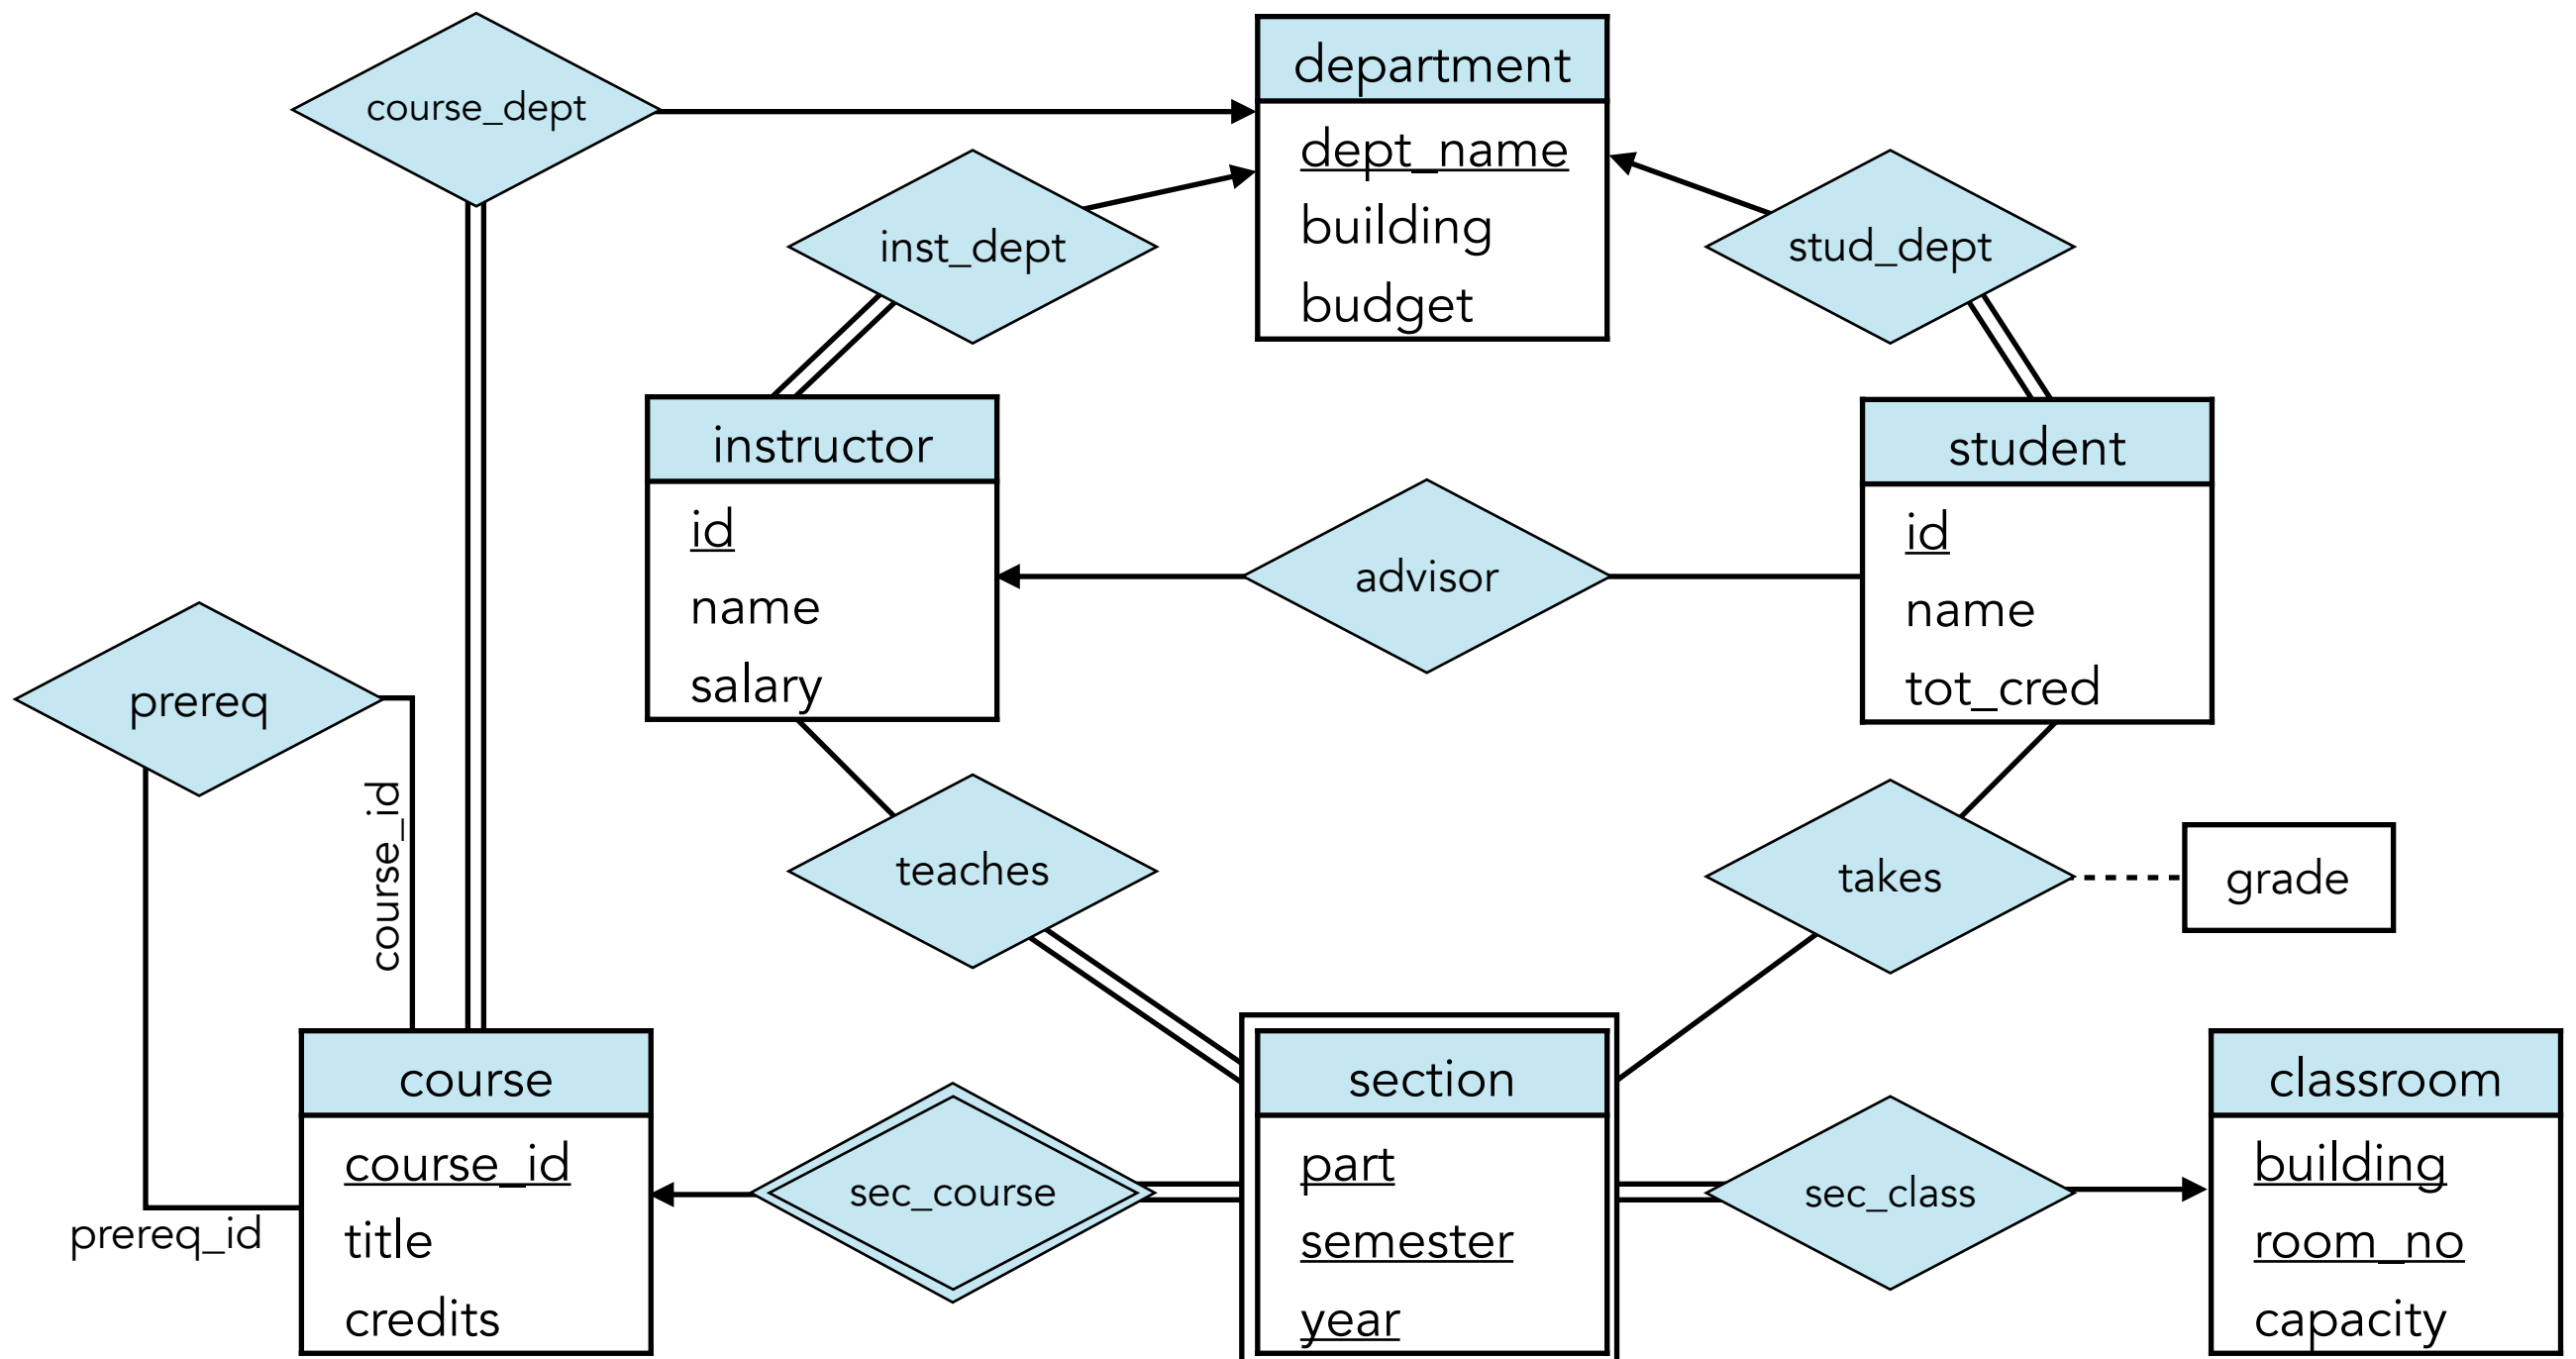 course_dept
department
dept_name
building
budget
inst_dept
stud_dept
instructor
id
name
salary
advisor
student
id
name
tot_cred
prereq
course_id
prereq_id
teaches
takes
grade
course
course_id
title
credits
sec_course
section
part
semester
year
sec_class
classroom
building
room_no
capacity